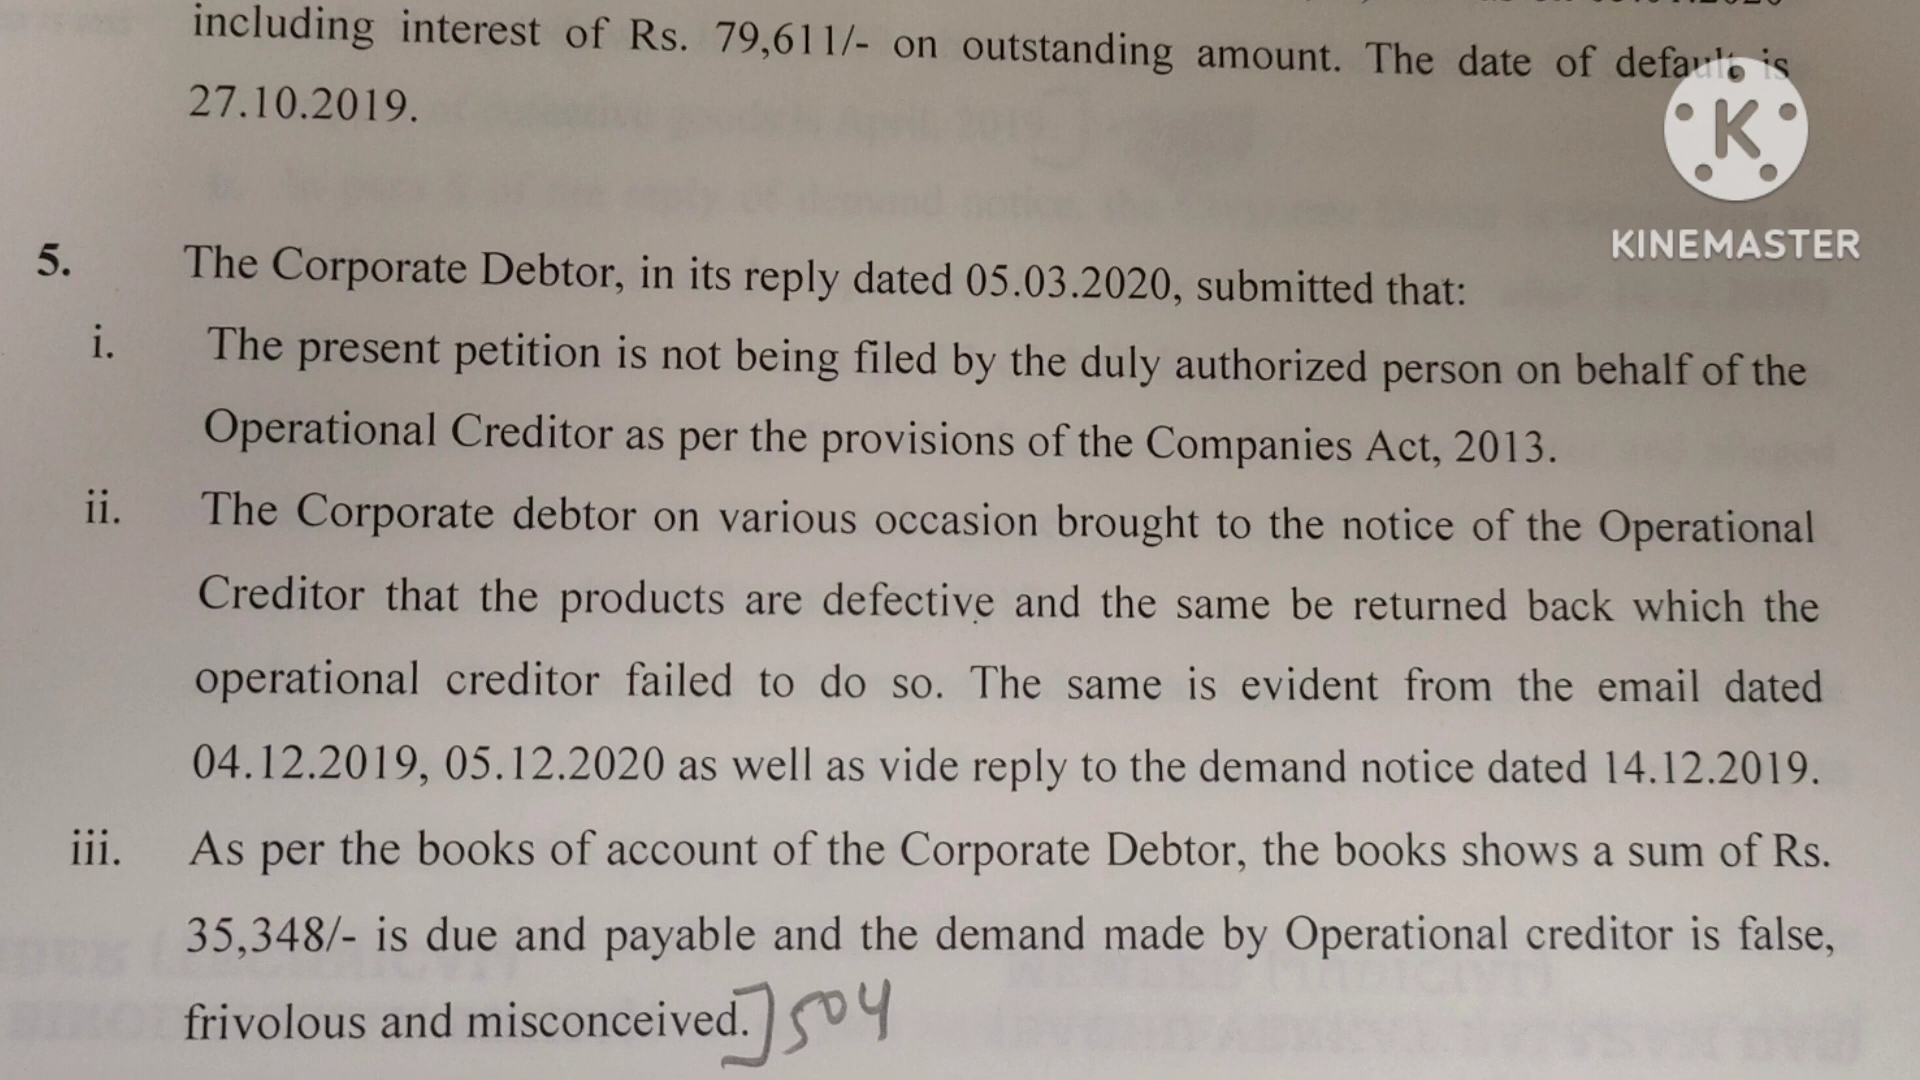 including interest of Rs. 79,611/- on outstanding amount. The date of default is
27.10.2019.
K
KINEMASTER
5. The Corporate Debtor, in its reply dated 05.03.2020, submitted that:
i. The present petition is not being filed by the duly authorized person on behalf of the
Operational Creditor as per the provisions of the Companies Act, 2013.
ii. The Corporate debtor on various occasion brought to the notice of the Operational
Creditor that the products are defective and the same be returned back which the
operational creditor failed to do so. The same is evident from the email dated
04.12.2019, 05.12.2020 as well as vide reply to the demand notice dated 14.12.2019.
iii. As per the books of account of the Corporate Debtor, the books shows a sum of Rs.
35,348/- is due and payable and the demand made by Operational creditor is false,
frivolous and misconceived.] 504